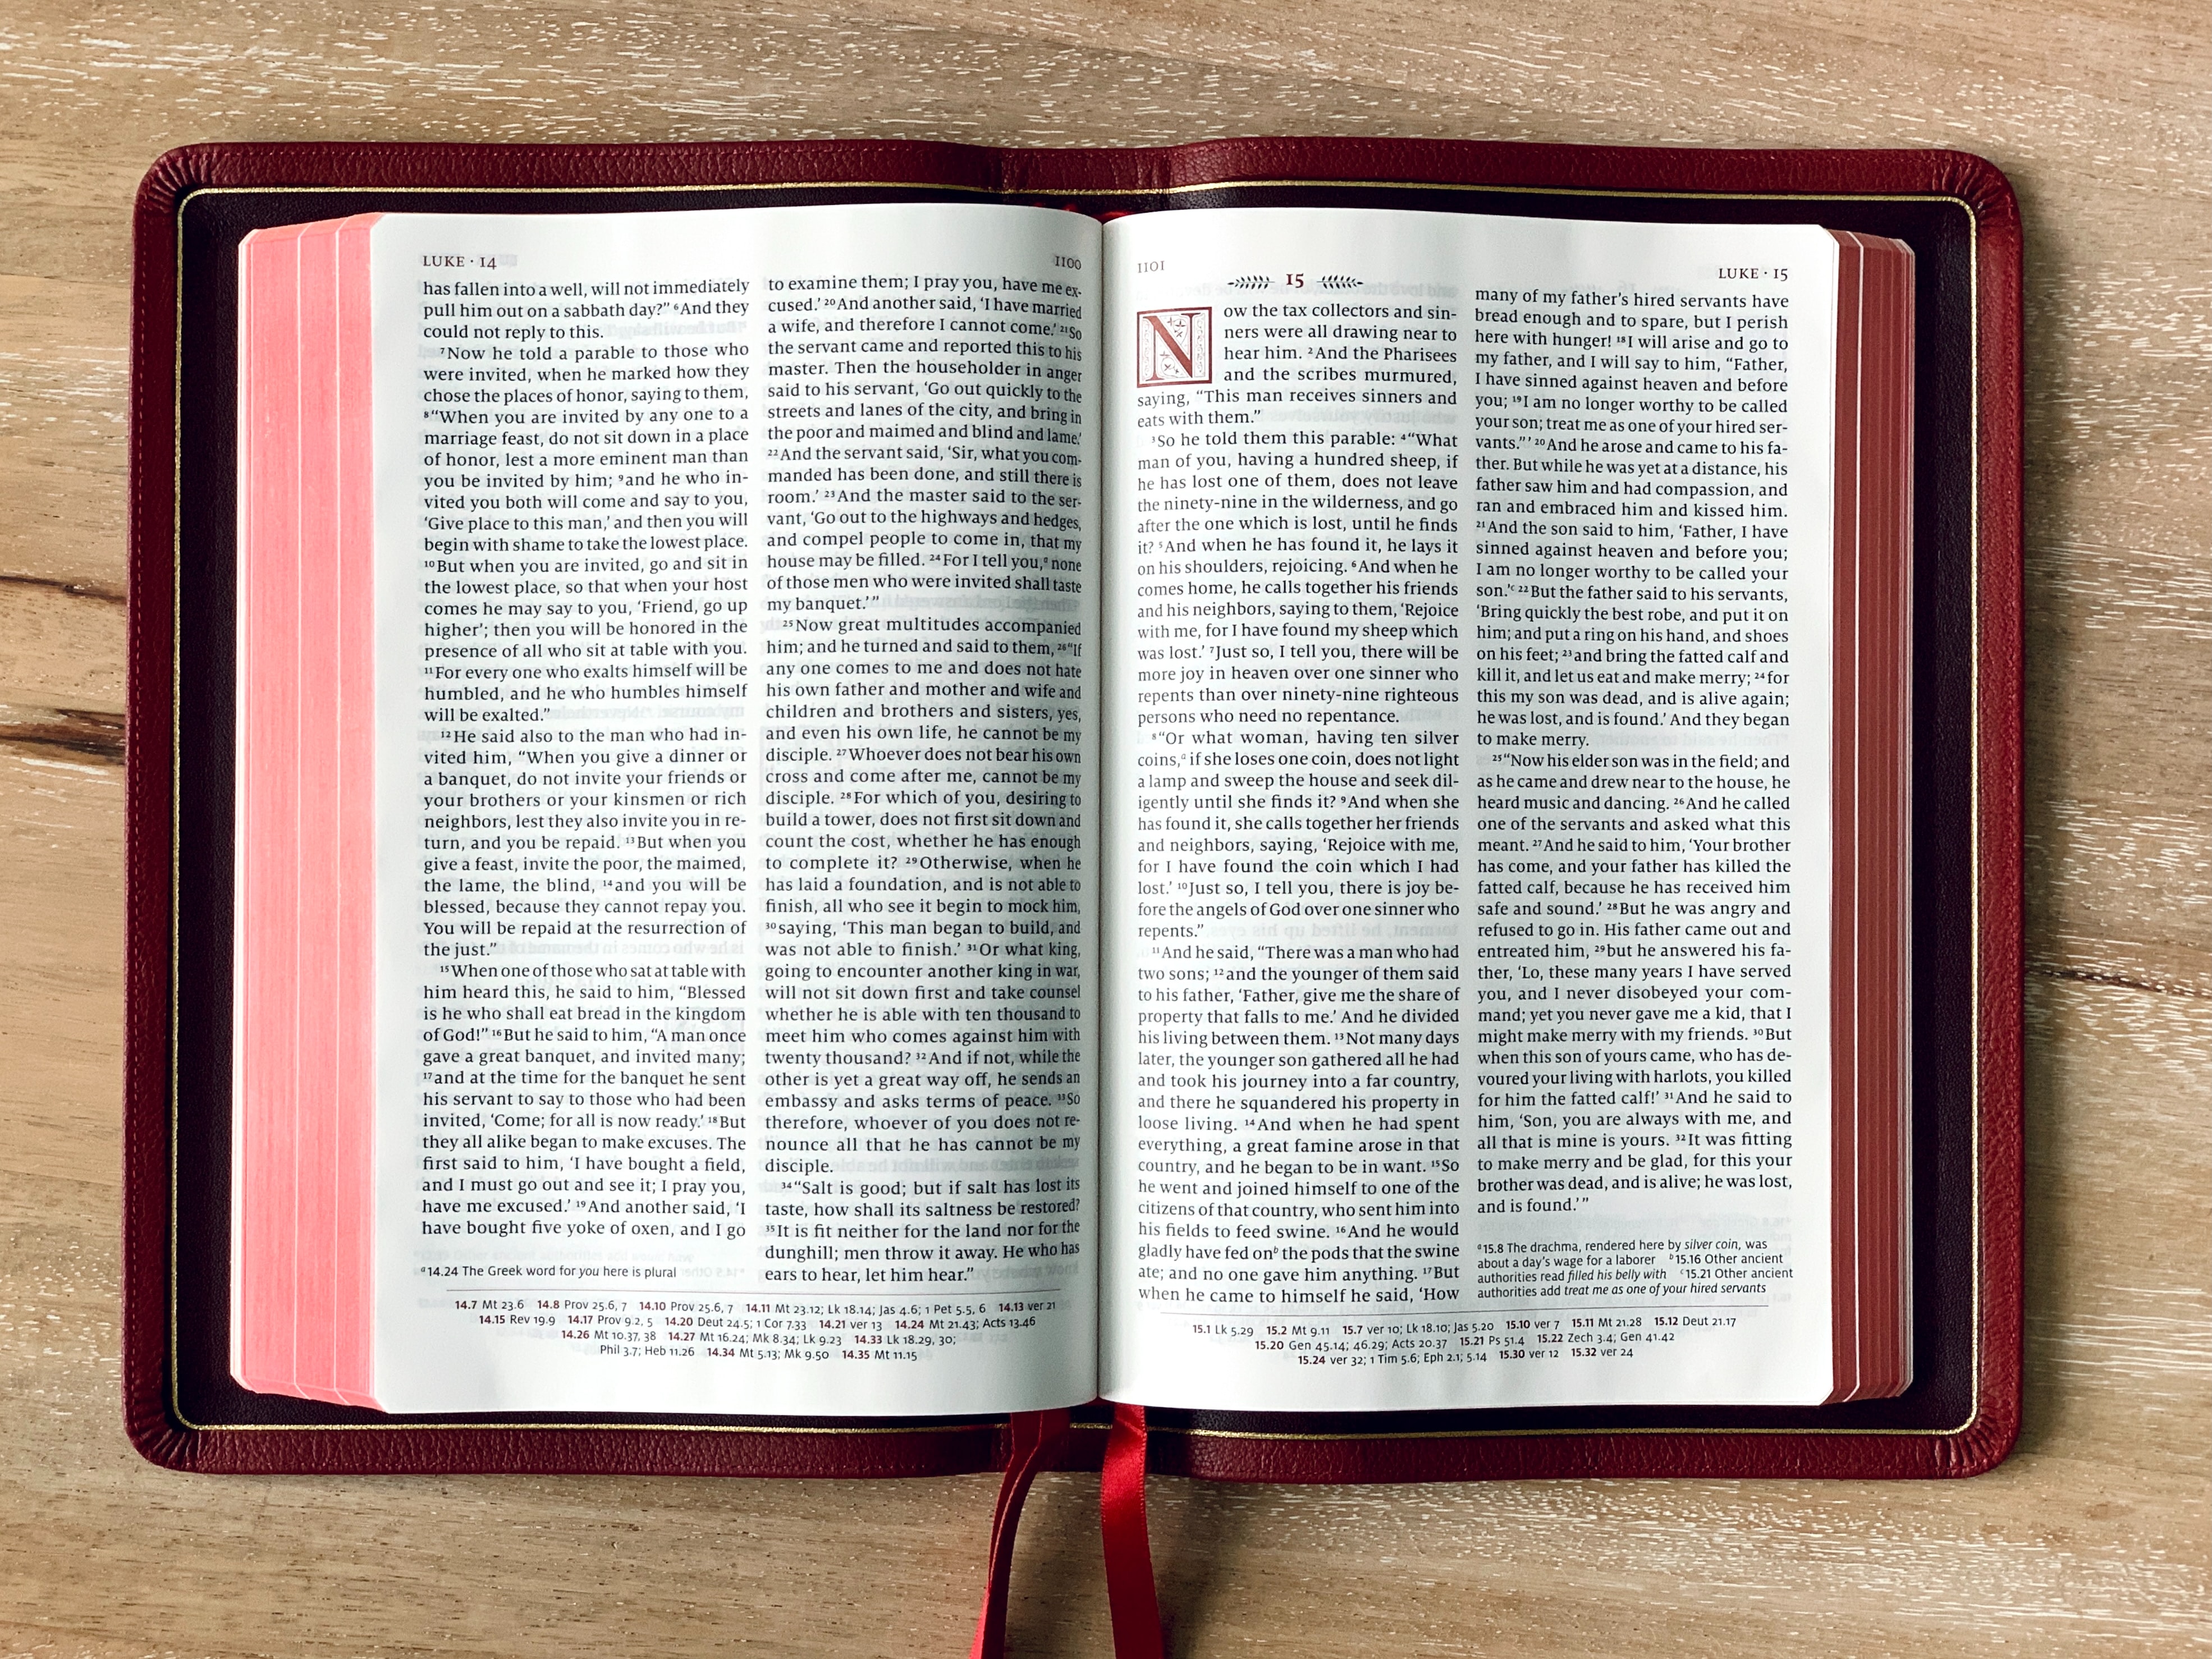 LUKE · 14
1100
has fallen into a well, will not immediately
pull him out on a sabbath day?” ⁶And they
could not reply to this.
⁷Now he told a parable to those who
were invited, when he marked how they
chose the places of honor, saying to them,
⁸“When you are invited by any one to a
marriage feast, do not sit down in a place
of honor, lest a more eminent man than
you be invited by him; ⁹and he who in-
vited you both will come and say to you,
‘Give place to this man,’ and then you will
begin with shame to take the lowest place.
¹⁰But when you are invited, go and sit in
the lowest place, so that when your host
comes he may say to you, ‘Friend, go up
higher’; then you will be honored in the
presence of all who sit at table with you.
¹¹For every one who exalts himself will be
humbled, and he who humbles himself
will be exalted.”
¹²He said also to the man who had in-
vited him, “When you give a dinner or
a banquet, do not invite your friends or
your brothers or your kinsmen or rich
neighbors, lest they also invite you in re-
turn, and you be repaid. ¹³But when you
give a feast, invite the poor, the maimed,
the lame, the blind, ¹⁴and you will be
blessed, because they cannot repay you.
You will be repaid at the resurrection of
the just.”
¹⁵When one of those who sat at table with
him heard this, he said to him, “Blessed
is he who shall eat bread in the kingdom
of God!” ¹⁶But he said to him, “A man once
gave a great banquet, and invited many;
¹⁷and at the time for the banquet he sent
his servant to say to those who had been
invited, ‘Come; for all is now ready.’ ¹⁸But
they all alike began to make excuses. The
first said to him, ‘I have bought a field,
and I must go out and see it; I pray you,
have me excused.’ ¹⁹And another said, ‘I
have bought five yoke of oxen, and I go
ᵃ14.24 The Greek word for you here is plural
to examine them; I pray you, have me ex-
cused.’ ²⁰And another said, ‘I have married
a wife, and therefore I cannot come.’ ²¹So
the servant came and reported this to his
master. Then the householder in anger
said to his servant, ‘Go out quickly to the
streets and lanes of the city, and bring in
the poor and maimed and blind and lame.’
²²And the servant said, ‘Sir, what you com-
manded has been done, and still there is
room.’ ²³And the master said to the ser-
vant, ‘Go out to the highways and hedges,
and compel people to come in, that my
house may be filled. ²⁴For I tell you,ᵃ none
of those men who were invited shall taste
my banquet.’”
²⁵Now great multitudes accompanied
him; and he turned and said to them, ²⁶“If
any one comes to me and does not hate
his own father and mother and wife and
children and brothers and sisters, yes,
and even his own life, he cannot be my
disciple. ²⁷Whoever does not bear his own
cross and come after me, cannot be my
disciple. ²⁸For which of you, desiring to
build a tower, does not first sit down and
count the cost, whether he has enough
to complete it? ²⁹Otherwise, when he
has laid a foundation, and is not able to
finish, all who see it begin to mock him,
³⁰saying, ‘This man began to build, and
was not able to finish.’ ³¹Or what king,
going to encounter another king in war,
will not sit down first and take counsel
whether he is able with ten thousand to
meet him who comes against him with
twenty thousand? ³²And if not, while the
other is yet a great way off, he sends an
embassy and asks terms of peace. ³³So
therefore, whoever of you does not re-
nounce all that he has cannot be my
disciple.
³⁴“Salt is good; but if salt has lost its
taste, how shall its saltness be restored?
³⁵It is fit neither for the land nor for the
dunghill; men throw it away. He who has
ears to hear, let him hear.”
14.7 Mt 23.6 14.8 Prov 25.6, 7 14.10 Prov 25.6, 7 14.11 Mt 23.12; Lk 18.14; Jas 4.6; 1 Pet 5.5, 6 14.13 ver 21
14.15 Rev 19.9 14.17 Prov 9.2, 5 14.20 Deut 24.5; 1 Cor 7.33 14.21 ver 13 14.24 Mt 21.43; Acts 13.46
14.26 Mt 10.37, 38 14.27 Mt 16.24; Mk 8.34; Lk 9.23 14.33 Lk 18.29, 30;
Phil 3.7; Heb 11.26 14.34 Mt 5.13; Mk 9.50 14.35 Mt 11.15
1101
LUKE · 15
15
Now the tax collectors and sin-
ners were all drawing near to
hear him. ²And the Pharisees
and the scribes murmured,
saying, “This man receives sinners and
eats with them.”
³So he told them this parable: ⁴“What
man of you, having a hundred sheep, if
he has lost one of them, does not leave
the ninety-nine in the wilderness, and go
after the one which is lost, until he finds
it? ⁵And when he has found it, he lays it
on his shoulders, rejoicing. ⁶And when he
comes home, he calls together his friends
and his neighbors, saying to them, ‘Rejoice
with me, for I have found my sheep which
was lost.’ ⁷Just so, I tell you, there will be
more joy in heaven over one sinner who
repents than over ninety-nine righteous
persons who need no repentance.
⁸“Or what woman, having ten silver
coins,ᵃ if she loses one coin, does not light
a lamp and sweep the house and seek dil-
igently until she finds it? ⁹And when she
has found it, she calls together her friends
and neighbors, saying, ‘Rejoice with me,
for I have found the coin which I had
lost.’ ¹⁰Just so, I tell you, there is joy be-
fore the angels of God over one sinner who
repents.”
¹¹And he said, “There was a man who had
two sons; ¹²and the younger of them said
to his father, ‘Father, give me the share of
property that falls to me.’ And he divided
his living between them. ¹³Not many days
later, the younger son gathered all he had
and took his journey into a far country,
and there he squandered his property in
loose living. ¹⁴And when he had spent
everything, a great famine arose in that
country, and he began to be in want. ¹⁵So
he went and joined himself to one of the
citizens of that country, who sent him into
his fields to feed swine. ¹⁶And he would
gladly have fed onᵇ the pods that the swine
ate; and no one gave him anything. ¹⁷But
when he came to himself he said, ‘How
many of my father’s hired servants have
bread enough and to spare, but I perish
here with hunger! ¹⁸I will arise and go to
my father, and I will say to him, “Father,
I have sinned against heaven and before
you; ¹⁹I am no longer worthy to be called
your son; treat me as one of your hired ser-
vants.”’ ²⁰And he arose and came to his fa-
ther. But while he was yet at a distance, his
father saw him and had compassion, and
ran and embraced him and kissed him.
²¹And the son said to him, ‘Father, I have
sinned against heaven and before you;
I am no longer worthy to be called your
son.’ᶜ ²²But the father said to his servants,
‘Bring quickly the best robe, and put it on
him; and put a ring on his hand, and shoes
on his feet; ²³and bring the fatted calf and
kill it, and let us eat and make merry; ²⁴for
this my son was dead, and is alive again;
he was lost, and is found.’ And they began
to make merry.
²⁵“Now his elder son was in the field; and
as he came and drew near to the house, he
heard music and dancing. ²⁶And he called
one of the servants and asked what this
meant. ²⁷And he said to him, ‘Your brother
has come, and your father has killed the
fatted calf, because he has received him
safe and sound.’ ²⁸But he was angry and
refused to go in. His father came out and
entreated him, ²⁹but he answered his fa-
ther, ‘Lo, these many years I have served
you, and I never disobeyed your com-
mand; yet you never gave me a kid, that I
might make merry with my friends. ³⁰But
when this son of yours came, who has de-
voured your living with harlots, you killed
for him the fatted calf!’ ³¹And he said to
him, ‘Son, you are always with me, and
all that is mine is yours. ³²It was fitting
to make merry and be glad, for this your
brother was dead, and is alive; he was lost,
and is found.’”
ᵃ15.8 The drachma, rendered here by silver coin, was
about a day’s wage for a laborer ᵇ15.16 Other ancient
authorities read filled his belly with ᶜ15.21 Other ancient
authorities add treat me as one of your hired servants
15.1 Lk 5.29 15.2 Mt 9.11 15.7 ver 10; Lk 18.10; Jas 5.20 15.10 ver 7 15.11 Mt 21.28 15.12 Deut 21.17
15.20 Gen 45.14; 46.29; Acts 20.37 15.21 Ps 51.4 15.22 Zech 3.4; Gen 41.42
15.24 ver 32; 1 Tim 5.6; Eph 2.1; 5.14 15.30 ver 12 15.32 ver 24